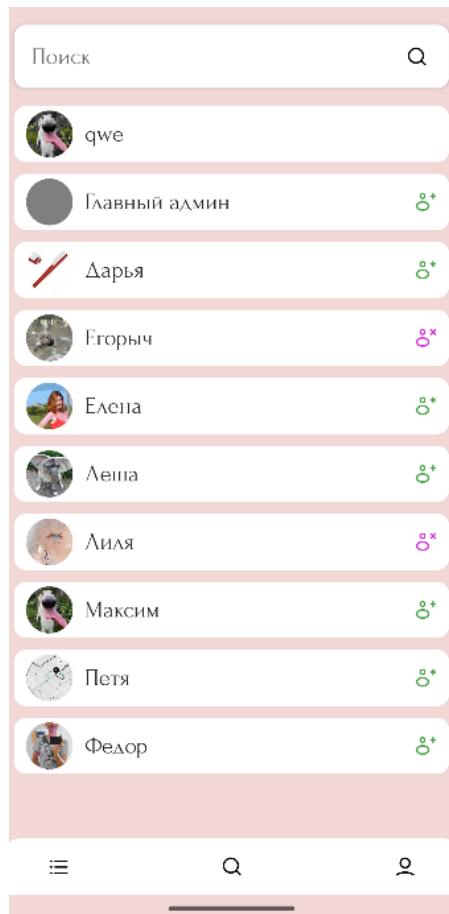 Поиск
qwe
Главный админ
Дарья
Егорыч
Елена
Леша
Лиля
Максим
Петя
Федор